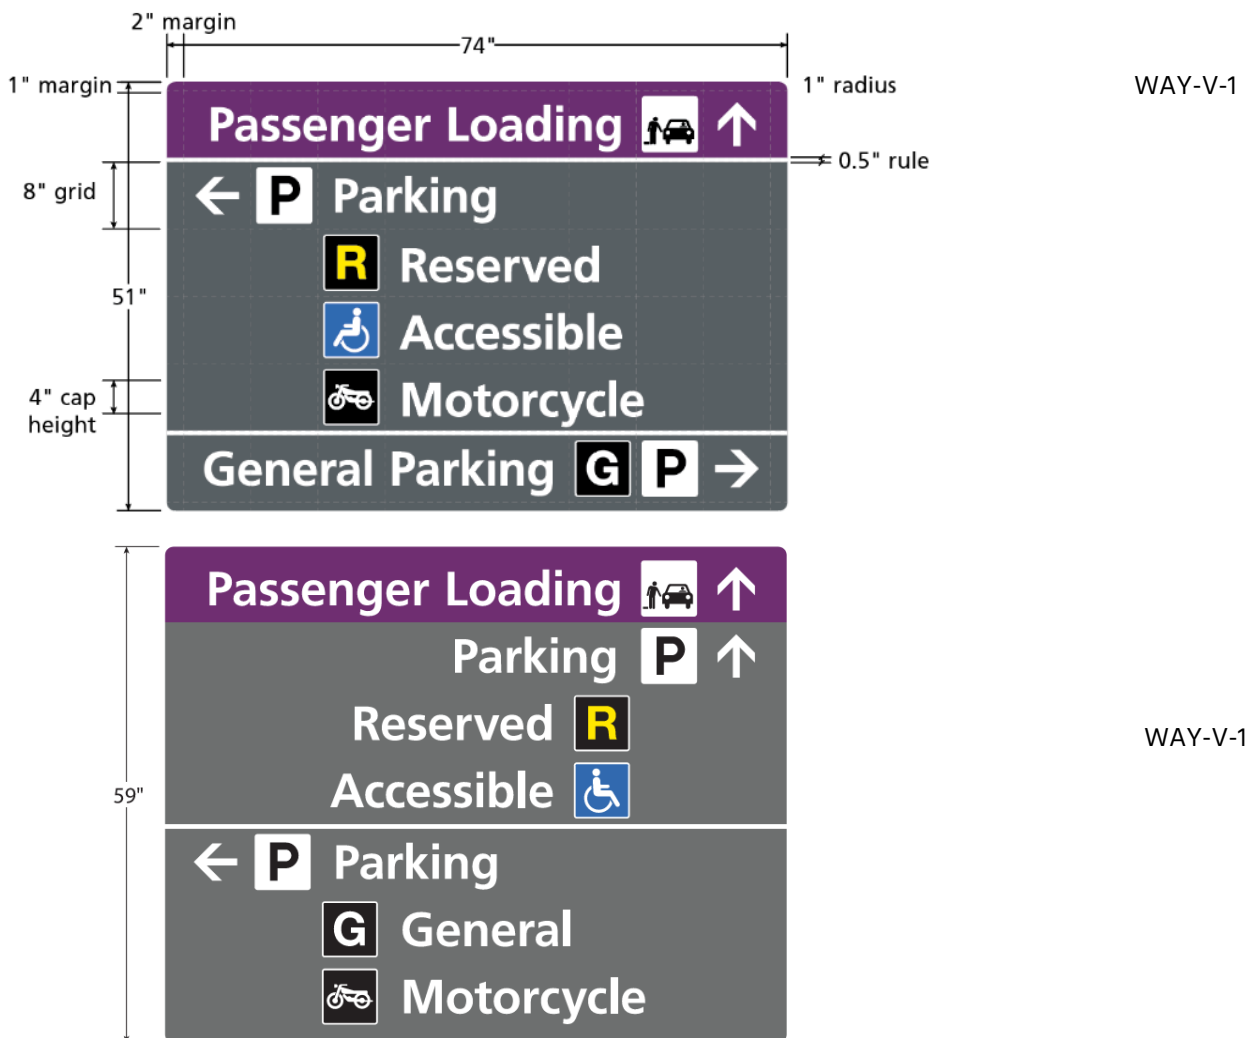 2" margin
74"
1" margin
1" radius
WAY-V-1
Passenger Loading
0.5" rule
8" grid
P Parking
R Reserved
51"
Accessible
4" cap
height
Motorcycle
General Parking G P
Passenger Loading
Parking P
Reserved R
WAY-V-1
59"
Accessible
P Parking
G General
Motorcycle